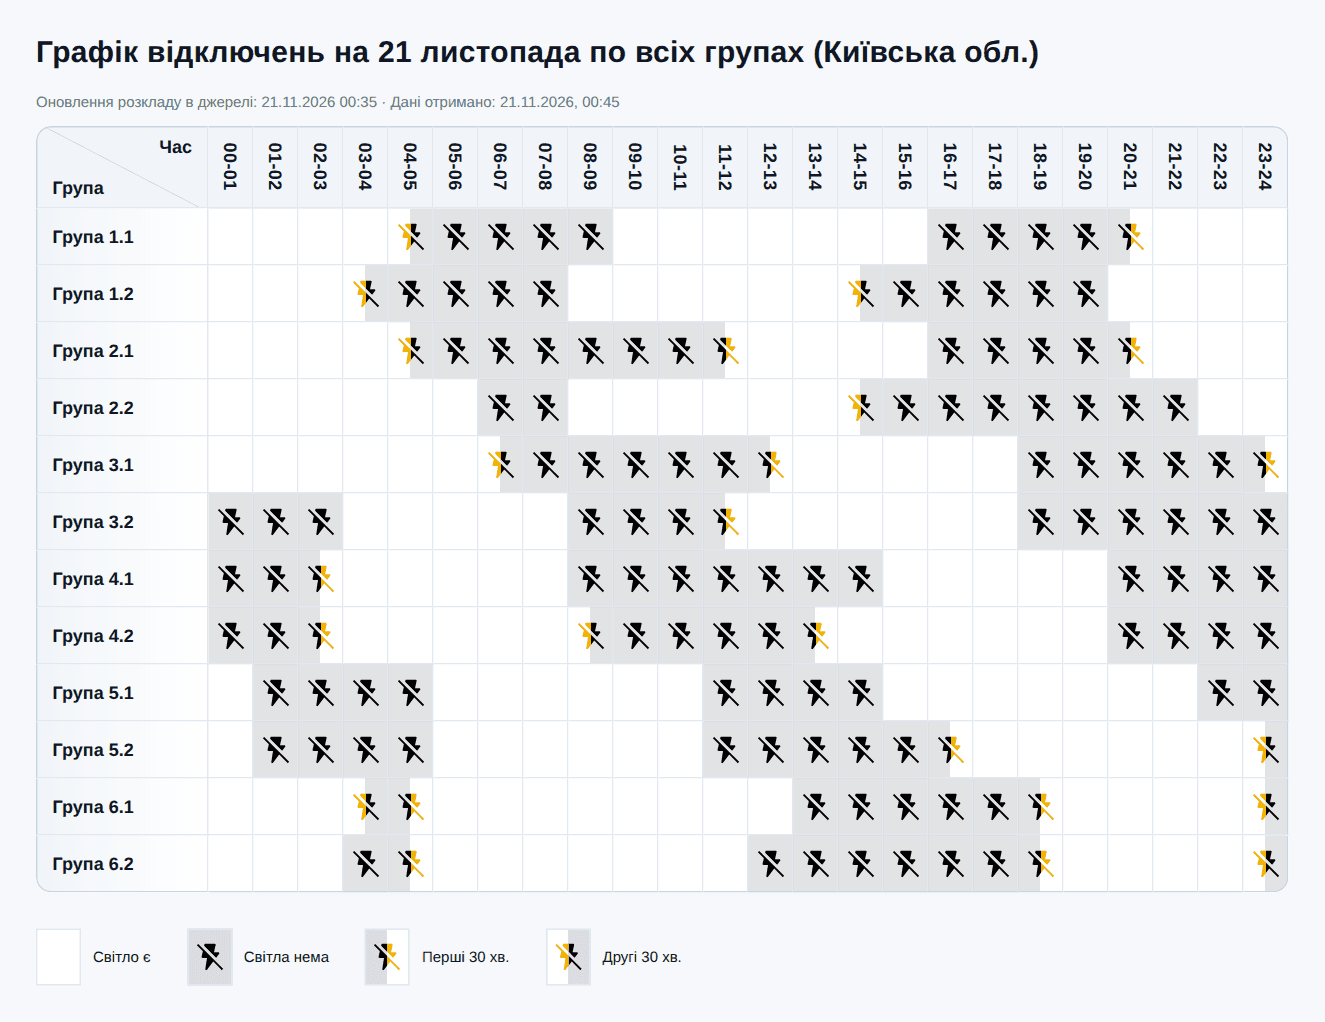 Графік відключень на 21 листопада по всіх групах (Київська обл.)
Оновлення розкладу в джерелі: 21.11.2026 00:35 · Дані отримано: 21.11.2026, 00:45
Час
Група
00-01 01-02 02-03 03-04 04-05 05-06 06-07 07-08 08-09 09-10 10-11 11-12 12-13 13-14 14-15 15-16 16-17 17-18 18-19 19-20 20-21 21-22 22-23 23-24
Група 1.1
Група 1.2
Група 2.1
Група 2.2
Група 3.1
Група 3.2
Група 4.1
Група 4.2
Група 5.1
Група 5.2
Група 6.1
Група 6.2
Світло є Світла нема Перші 30 хв. Другі 30 хв.